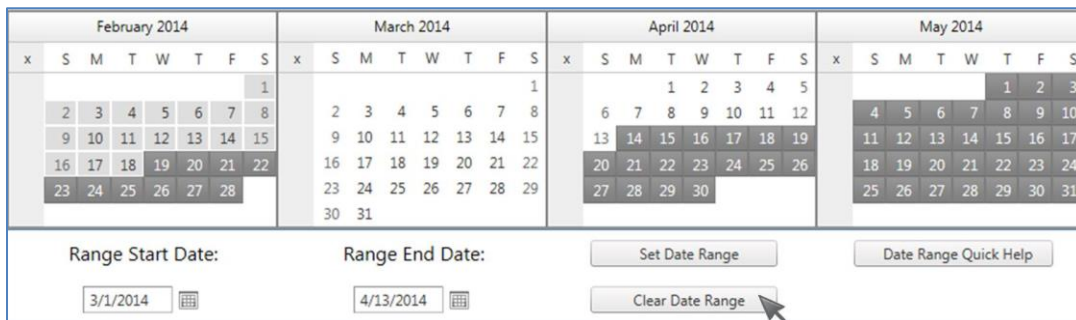 February 2014 March 2014 April 2014 May 2014
x S M T W T F S x S M T W T F S x S M T W T F S x S M T W T F S
1 1 1 2 3 4 5 1 2 3
2 3 4 5 6 7 8 2 3 4 5 6 7 8 6 7 8 9 10 11 12 4 5 6 7 8 9 10
9 10 11 12 13 14 15 9 10 11 12 13 14 15 13 14 15 16 17 18 19 11 12 13 14 15 16 17
16 17 18 19 20 21 22 16 17 18 19 20 21 22 20 21 22 23 24 25 26 18 19 20 21 22 23 24
23 24 25 26 27 28 23 24 25 26 27 28 29 27 28 29 30 25 26 27 28 29 30 31
30 31
Range Start Date: Range End Date: Set Date Range Date Range Quick Help
3/1/2014 4/13/2014 Clear Date Range